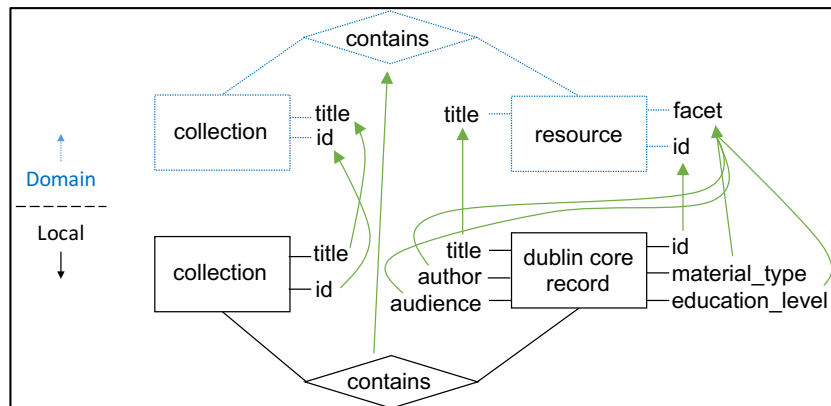 contains
collection
title
id
title
resource
facet
id
Domain
Local
collection
title
id
title
author
audience
dublin core
record
id
material_type
education_level
contains